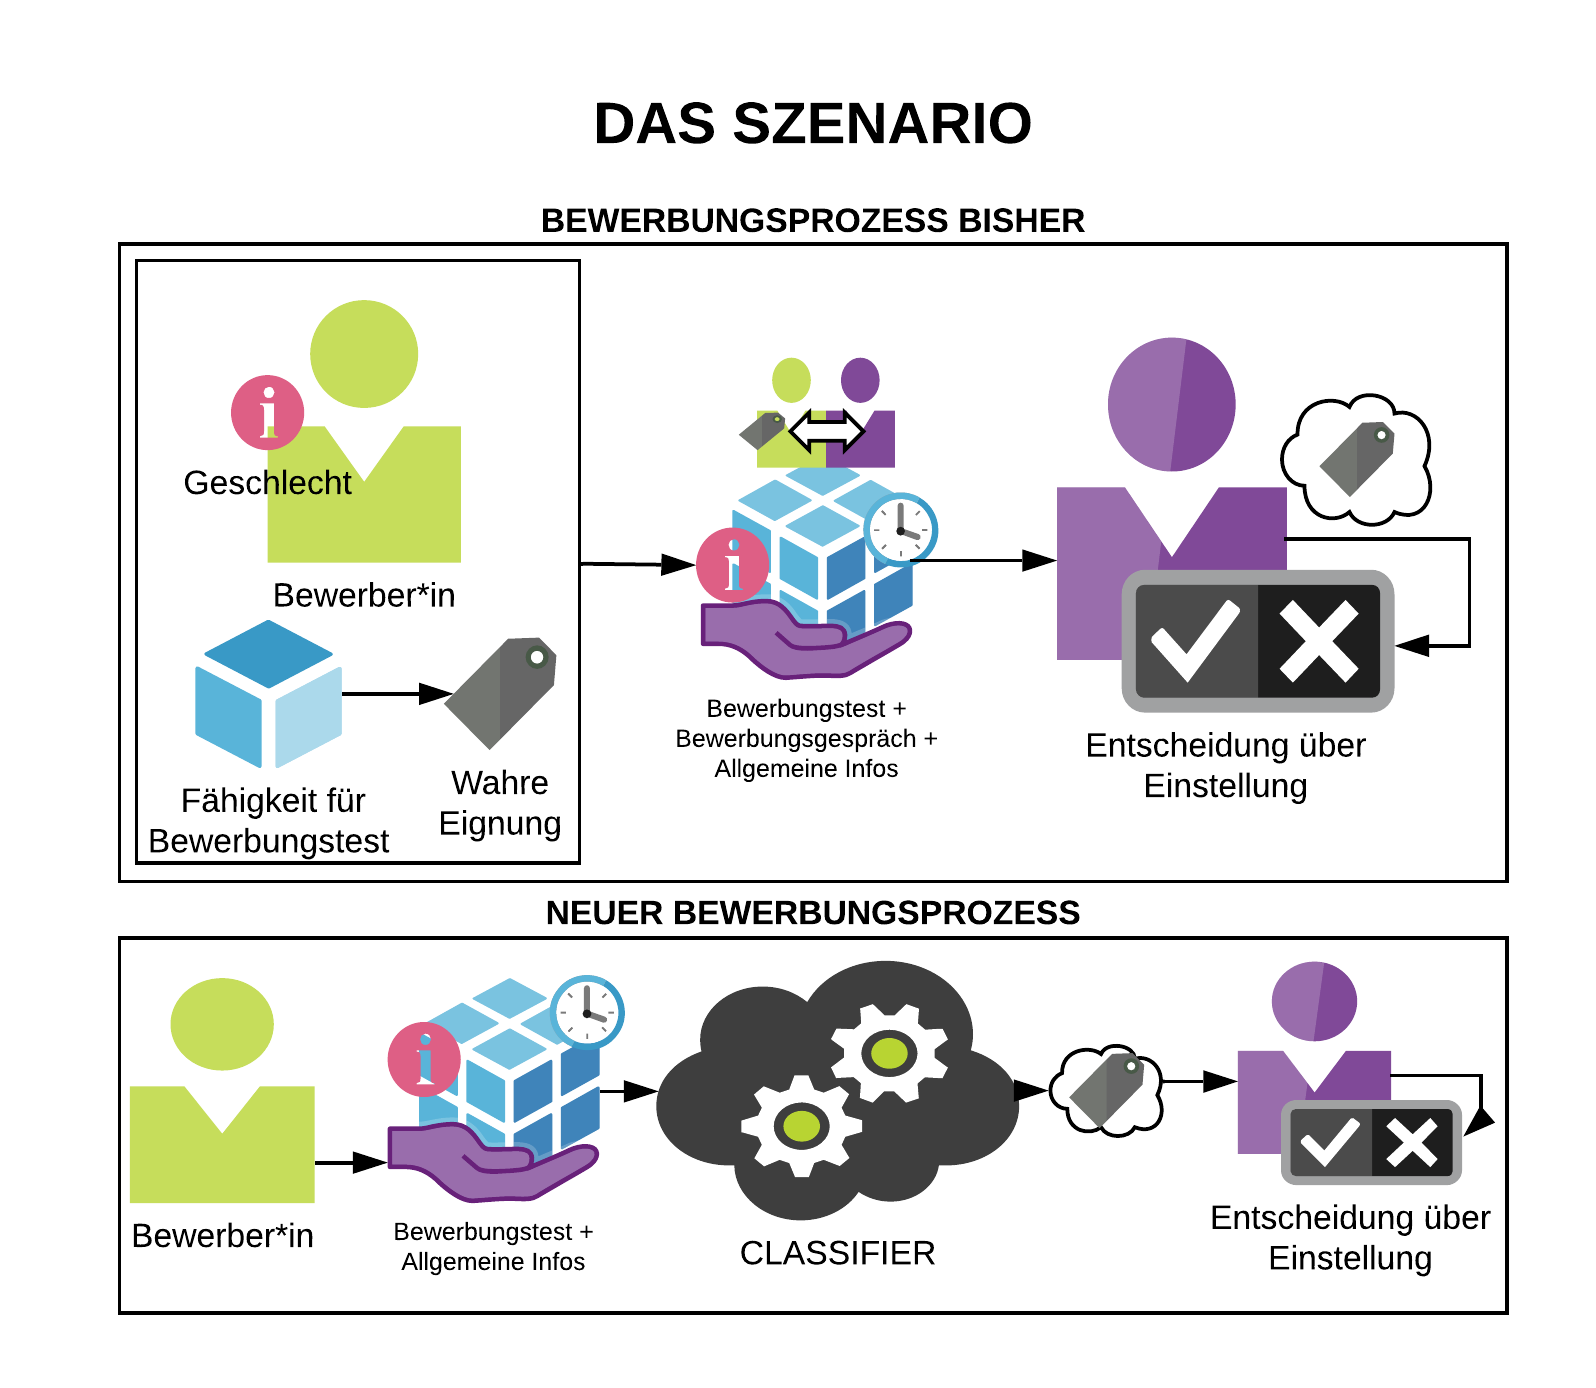 DAS SZENARIO
BEWERBUNGSPROZESS BISHER
i
Geschlecht
Bewerber*in
Fähigkeit für
Bewerbungstest
Wahre
Eignung
i
Bewerbungstest +
Bewerbungsgespräch +
Allgemeine Infos
Entscheidung über
Einstellung
NEUER BEWERBUNGSPROZESS
Bewerber*in
i
Bewerbungstest +
Allgemeine Infos
CLASSIFIER
Entscheidung über
Einstellung